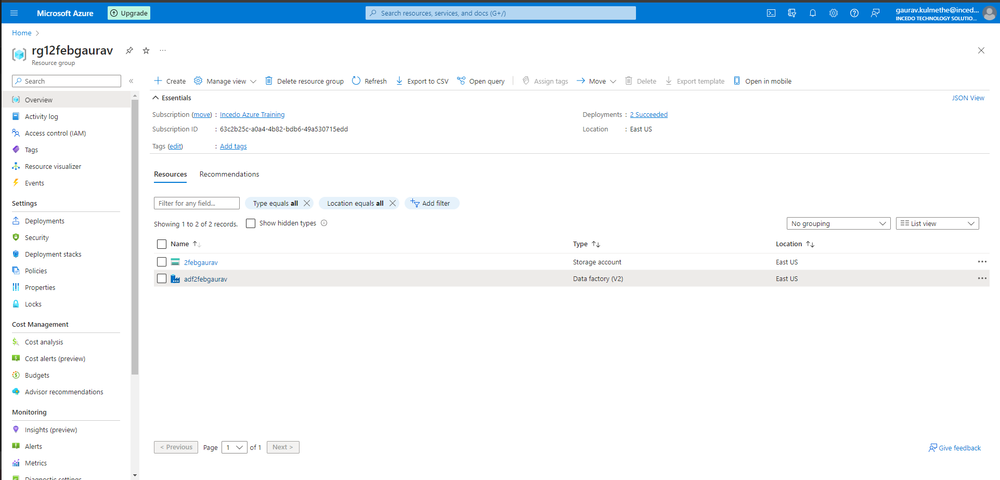 Microsoft Azure
Upgrade
Search resources, services, and docs (G+/)
gaurav.kulmethe@inced...
INCEDO TECHNOLOGY SOLUTIO...
Home >
rg12febgaurav
...
Resource group
Search
«
Create
Manage view
Delete resource group
Refresh
Export to CSV
Open query
Assign tags
Move
Delete
Export template
Open in mobile
Overview
Activity log
Access control (IAM)
Tags
Resource visualizer
Events
Settings
Deployments
Security
Deployment stacks
Policies
Properties
Locks
Cost Management
Cost analysis
Cost alerts (preview)
Budgets
Advisor recommendations
Monitoring
Insights (preview)
Alerts
Metrics
Diagnostic settings
Essentials
JSON View
Subscription (move) : Incedo Azure Training
Deployments : 2 Succeeded
Subscription ID : 63c2b25c-a0a4-4b82-bdb6-49a530715edd
Location : East US
Tags (edit) : Add tags
Resources
Recommendations
Filter for any field...
Type equals all
Location equals all
Add filter
Showing 1 to 2 of 2 records.
Show hidden types
No grouping
List view
Name
Type
Location
2febgaurav
Storage account
East US
adf2febgaurav
Data factory (V2)
East US
< Previous
Page 1 of 1
Next >
Give feedback